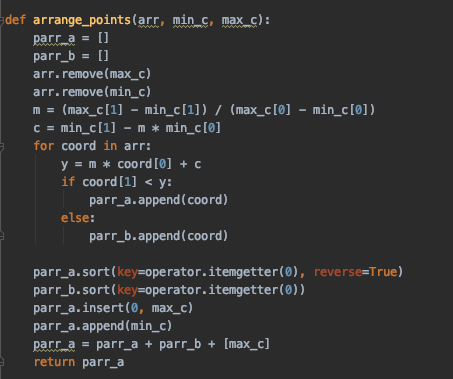 def arrange_points(arr, min_c, max_c):
    parr_a = []
    parr_b = []
    arr.remove(max_c)
    arr.remove(min_c)
    m = (max_c[1] - min_c[1]) / (max_c[0] - min_c[0])
    c = min_c[1] - m * min_c[0]
    for coord in arr:
        y = m * coord[0] + c
        if coord[1] < y:
            parr_a.append(coord)
        else:
            parr_b.append(coord)

    parr_a.sort(key=operator.itemgetter(0), reverse=True)
    parr_b.sort(key=operator.itemgetter(0))
    parr_a.insert(0, max_c)
    parr_a.append(min_c)
    parr_a = parr_a + parr_b + [max_c]
    return parr_a